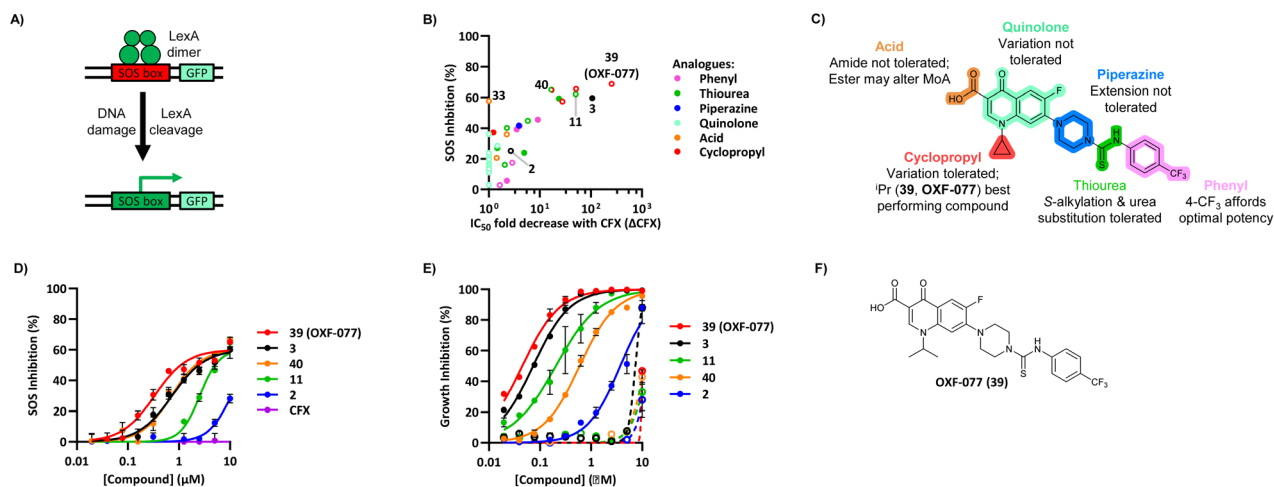 A)
LexA
dimer
SOS box
GFP
DNA
damage
LexA
cleavage
SOS box
GFP
B)
SOS Inhibition (%)
100
80
60
40
20
0
10⁰
10¹
10²
10³
IC₅₀ fold decrease with CFX (ΔCFX)
33
40
39
(OXF-077)
3
11
2
Analogues:
Phenyl
Thiourea
Piperazine
Quinolone
Acid
Cyclopropyl
C)
Acid
Amide not tolerated;
Ester may alter MoA
Quinolone
Variation not
tolerated
Piperazine
Extension not
tolerated
O
O
HO
F
N
N
N
H
N
S
CF₃
Cyclopropyl
Variation tolerated;
ⁱPr (39, OXF-077) best
performing compound
Thiourea
S-alkylation & urea
substitution tolerated
Phenyl
4-CF₃ affords
optimal potency
D)
SOS Inhibition (%)
100
80
60
40
20
0
0.01
0.1
1
10
[Compound] (μM)
39 (OXF-077)
3
40
11
2
CFX
E)
Growth Inhibition (%)
100
80
60
40
20
0
0.01
0.1
1
10
[Compound] (⍰M)
39 (OXF-077)
3
11
40
2
F)
O
O
HO
F
N
N
N
H
N
S
CF₃
OXF-077 (39)